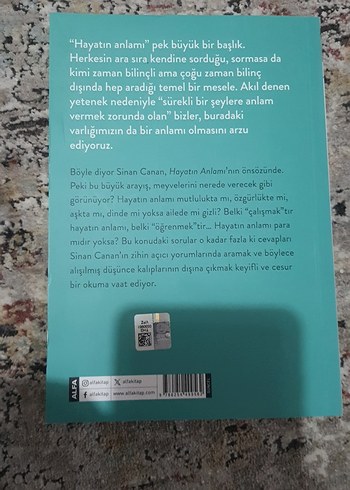 “Hayatın anlamı” pek büyük bir başlık.
Herkesin ara sıra kendine sorduğu, sormasa da
kimi zaman bilinçli ama çoğu zaman bilinç
dışında hep aradığı temel bir mesele. Akıl denen
yetenek nedeniyle “sürekli bir şeylere anlam
vermek zorunda olan” bizler, buradaki
varlığımızın da bir anlamı olmasını arzu
ediyoruz.
Böyle diyor Sinan Canan, Hayatın Anlamı’nın önsözünde.
Peki bu büyük arayış, meyvelerini nerede verecek gibi
görünüyor? Hayatın anlamı mutlulukta mı, özgürlükte mi,
aşkta mı, dinde mi yoksa ailede mi gizli? Belki “çalışmak”tır
hayatın anlamı, belki “öğrenmek”tir... Hayatın anlamı para
mıdır yoksa? Bu konudaki sorular o kadar fazla ki cevapları
Sinan Canan’ın zihin açıcı yorumlarında aramak ve böylece
alışılmış düşünce kalıplarının dışına çıkmak keyifli ve cesur
bir okuma vaat ediyor.
ALFA
alfakitap
X alfakitap
f alfakitap
www.alfakitap.com